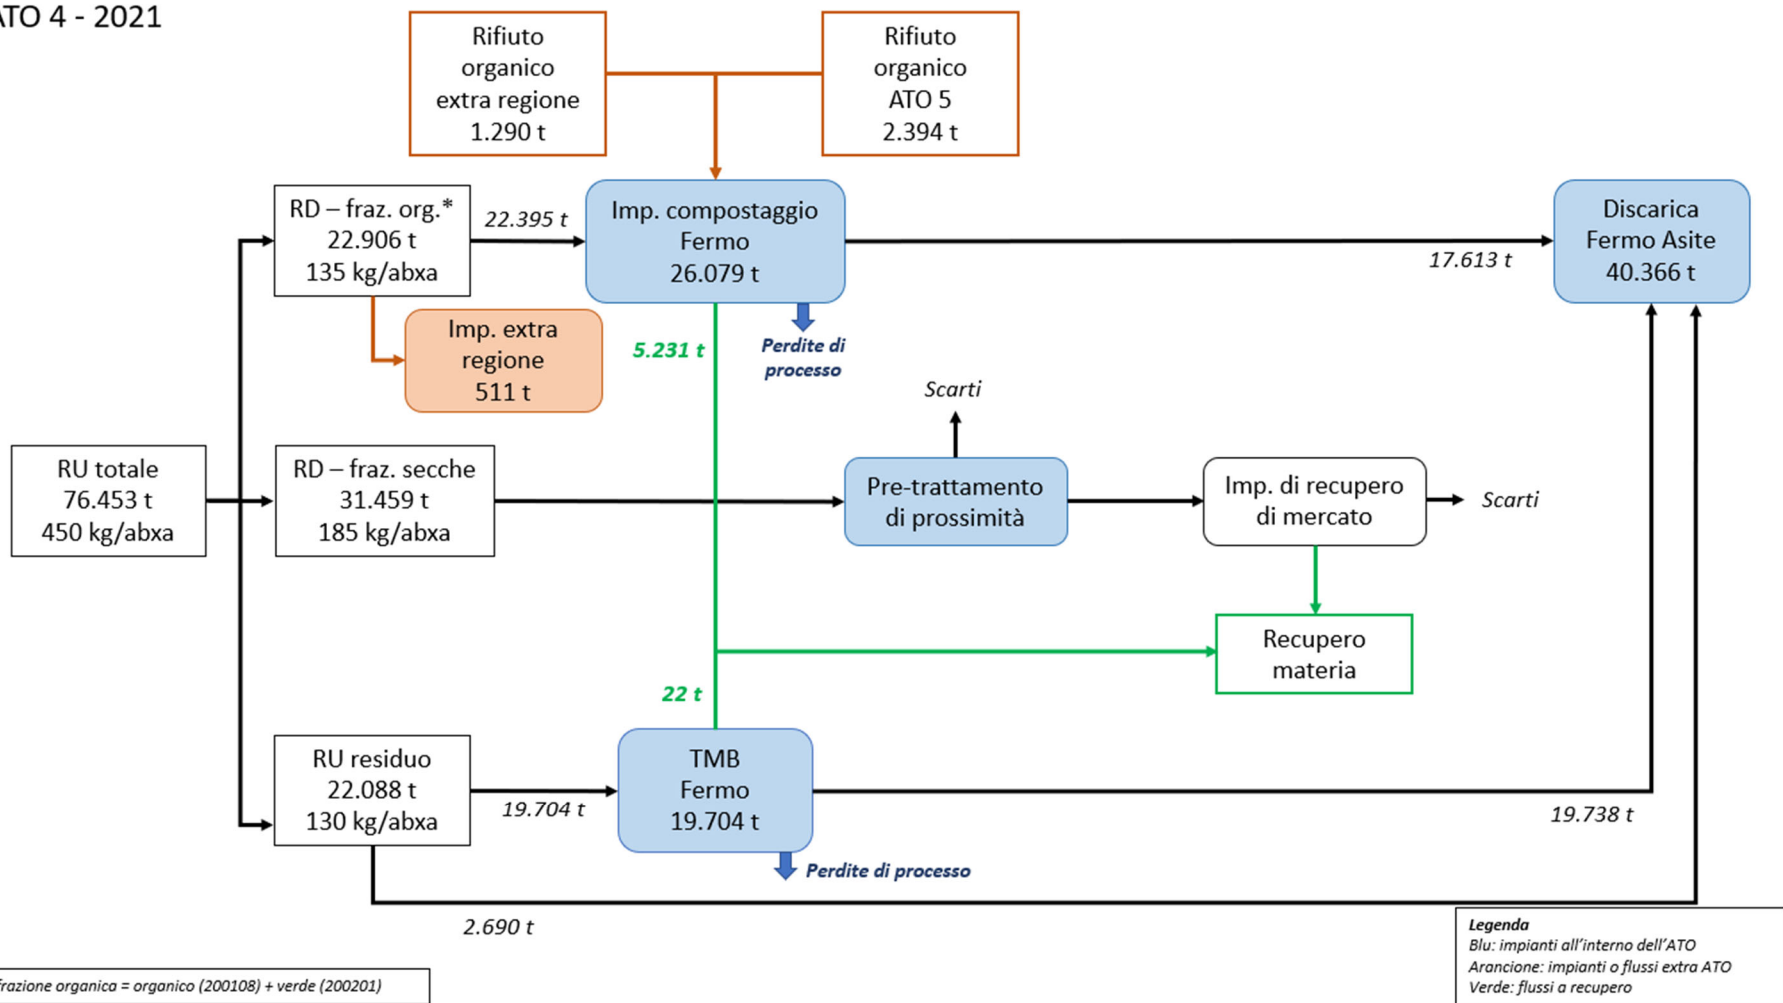 ATO 4 - 2021
Rifiuto
organico
extra regione
1.290 t
Rifiuto
organico
ATO 5
2.394 t
RD – fraz. org.*
22.906 t
135 kg/abxa
22.395 t
Imp. compostaggio
Fermo
26.079 t
17.613 t
Discarica
Fermo Asite
40.366 t
Imp. extra
regione
511 t
5.231 t
Perdite di
processo
Scarti
RU totale
76.453 t
450 kg/abxa
RD – fraz. secche
31.459 t
185 kg/abxa
Pre-trattamento
di prossimità
Imp. di recupero
di mercato
Scarti
Recupero
materia
22 t
RU residuo
22.088 t
130 kg/abxa
19.704 t
TMB
Fermo
19.704 t
19.738 t
Perdite di processo
2.690 t
frazione organica = organico (200108) + verde (200201)
Legenda
Blu: impianti all'interno dell'ATO
Arancione: impianti o flussi extra ATO
Verde: flussi a recupero